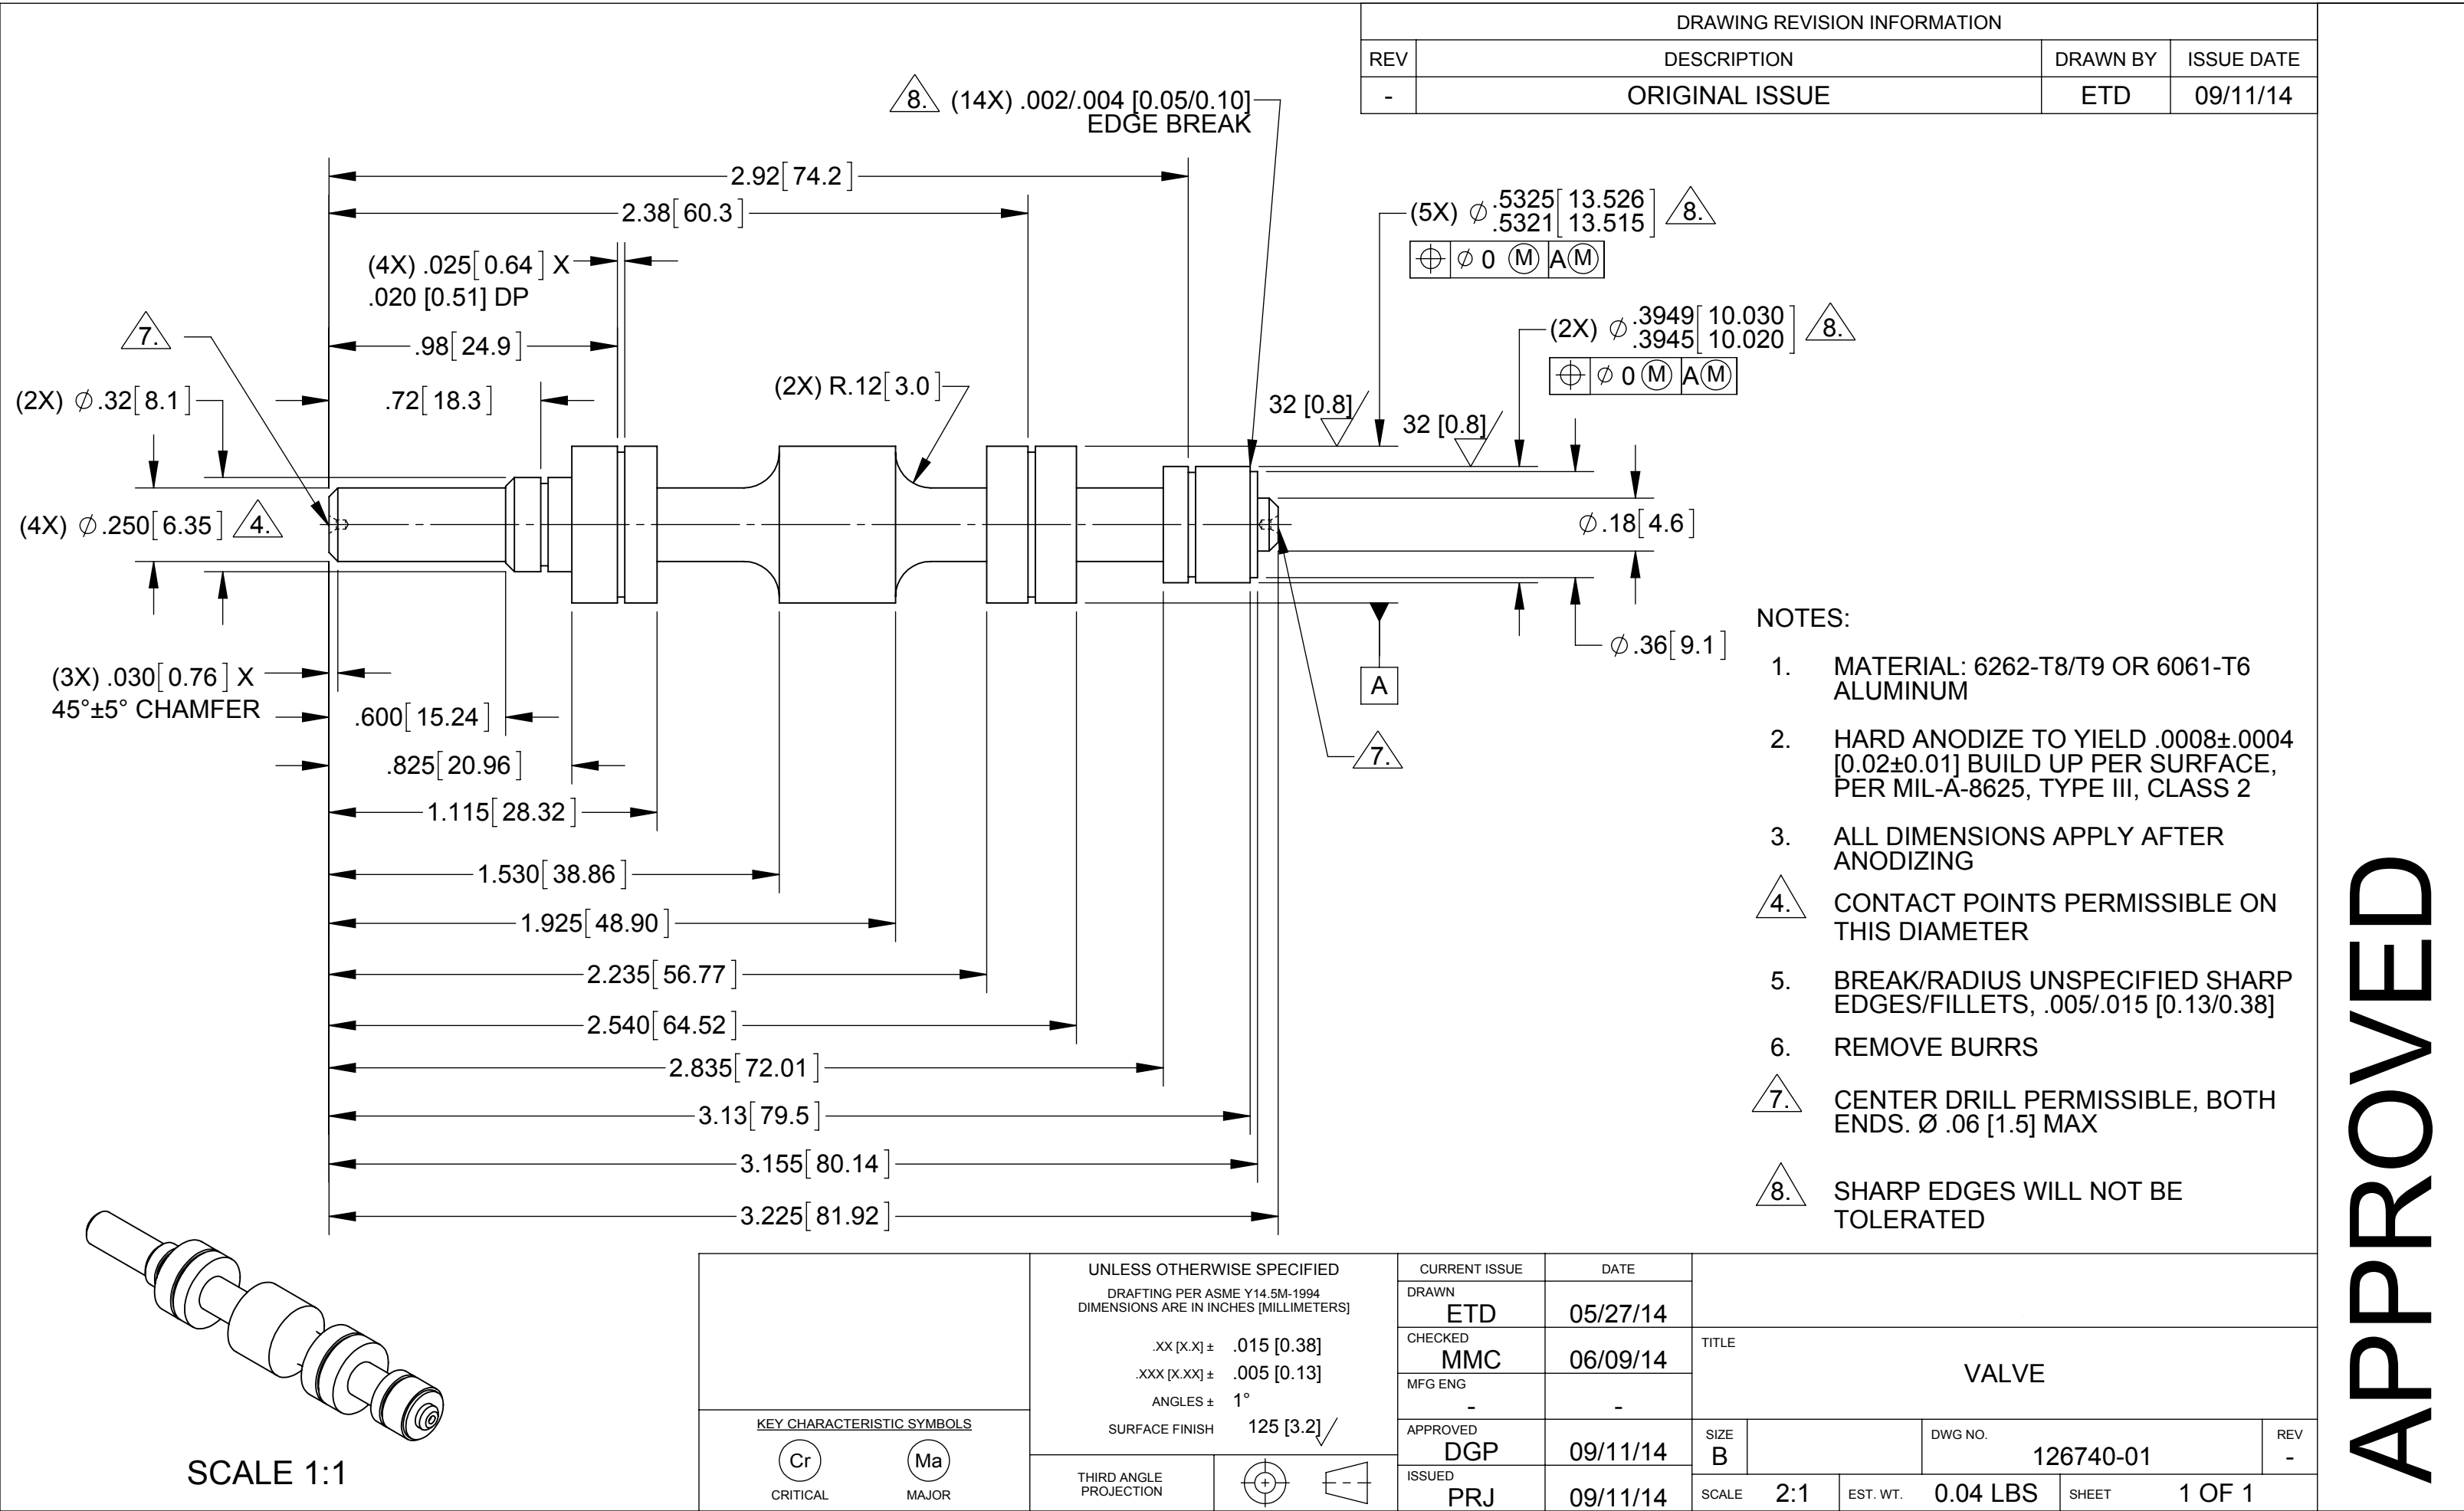 DRAWING REVISION INFORMATION
REV DESCRIPTION DRAWN BY ISSUE DATE
- ORIGINAL ISSUE ETD 09/11/14
8. (14X) .002/.004 [0.05/0.10]
EDGE BREAK
2.92[74.2]
2.38[60.3]
(4X) .025[0.64] X
.020 [0.51] DP
7.
.98[24.9]
(2X) Ø.32[8.1]
.72[18.3]
(2X) R.12[3.0]
(4X) Ø.250[6.35] 4.
(5X) Ø .5325[13.526] 8.
.5321[13.515]
⌖ Ø 0 Ⓜ AⓂ
(2X) Ø .3949[10.030] 8.
.3945[10.020]
⌖ Ø 0 Ⓜ AⓂ
32 [0.8]
32 [0.8]
Ø.18[4.6]
Ø.36[9.1]
A
7.
(3X) .030[0.76] X
45°±5° CHAMFER
.600[15.24]
.825[20.96]
1.115[28.32]
1.530[38.86]
1.925[48.90]
2.235[56.77]
2.540[64.52]
2.835[72.01]
3.13[79.5]
3.155[80.14]
3.225[81.92]
NOTES:
1. MATERIAL: 6262-T8/T9 OR 6061-T6
ALUMINUM
2. HARD ANODIZE TO YIELD .0008±.0004
[0.02±0.01] BUILD UP PER SURFACE,
PER MIL-A-8625, TYPE III, CLASS 2
3. ALL DIMENSIONS APPLY AFTER
ANODIZING
4. CONTACT POINTS PERMISSIBLE ON
THIS DIAMETER
5. BREAK/RADIUS UNSPECIFIED SHARP
EDGES/FILLETS, .005/.015 [0.13/0.38]
6. REMOVE BURRS
7. CENTER DRILL PERMISSIBLE, BOTH
ENDS. Ø .06 [1.5] MAX
8. SHARP EDGES WILL NOT BE
TOLERATED
APPROVED
SCALE 1:1
KEY CHARACTERISTIC SYMBOLS
Cr Ma
CRITICAL MAJOR
UNLESS OTHERWISE SPECIFIED
DRAFTING PER ASME Y14.5M-1994
DIMENSIONS ARE IN INCHES [MILLIMETERS]
.XX [X.X] ± .015 [0.38]
.XXX [X.XX] ± .005 [0.13]
ANGLES ± 1°
SURFACE FINISH 125 [3.2]
THIRD ANGLE
PROJECTION
CURRENT ISSUE DATE
DRAWN
ETD 05/27/14
CHECKED
MMC 06/09/14
MFG ENG
- -
APPROVED
DGP 09/11/14
ISSUED
PRJ 09/11/14
TITLE
VALVE
SIZE DWG NO. REV
B 126740-01 -
SCALE 2:1 EST. WT. 0.04 LBS SHEET 1 OF 1